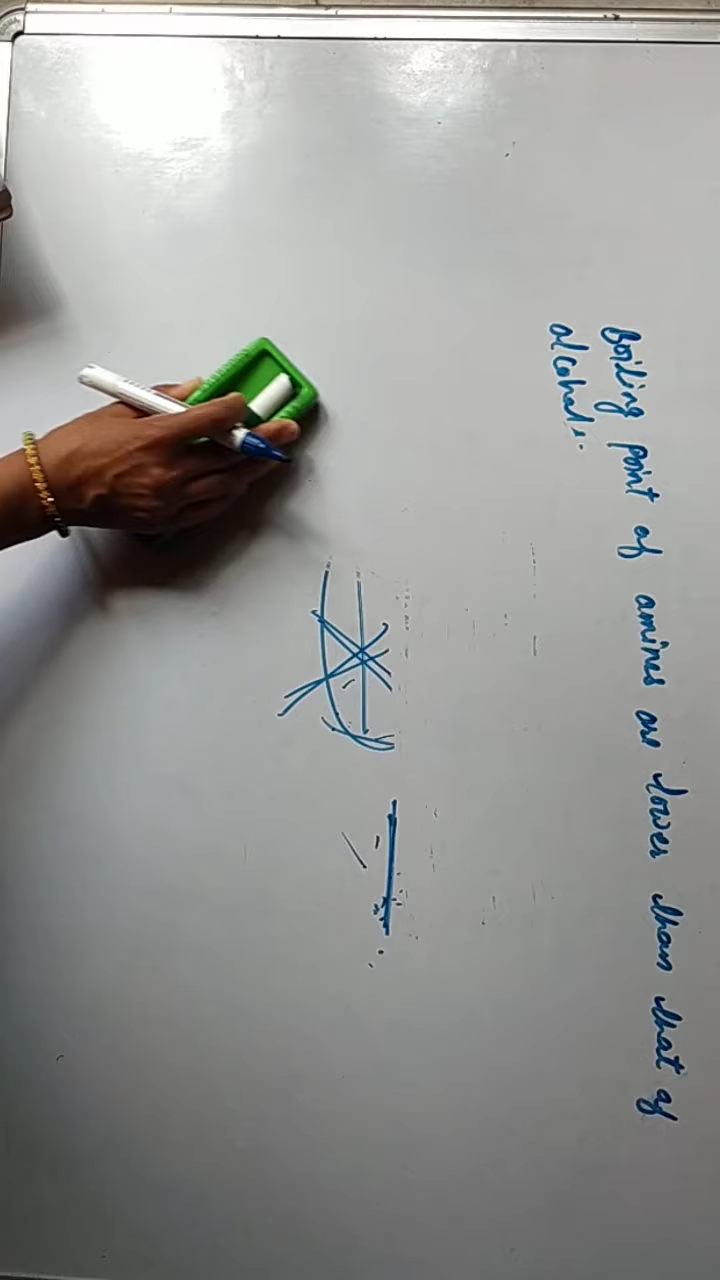 Boiling point of amines are lower than that of
alcohols.